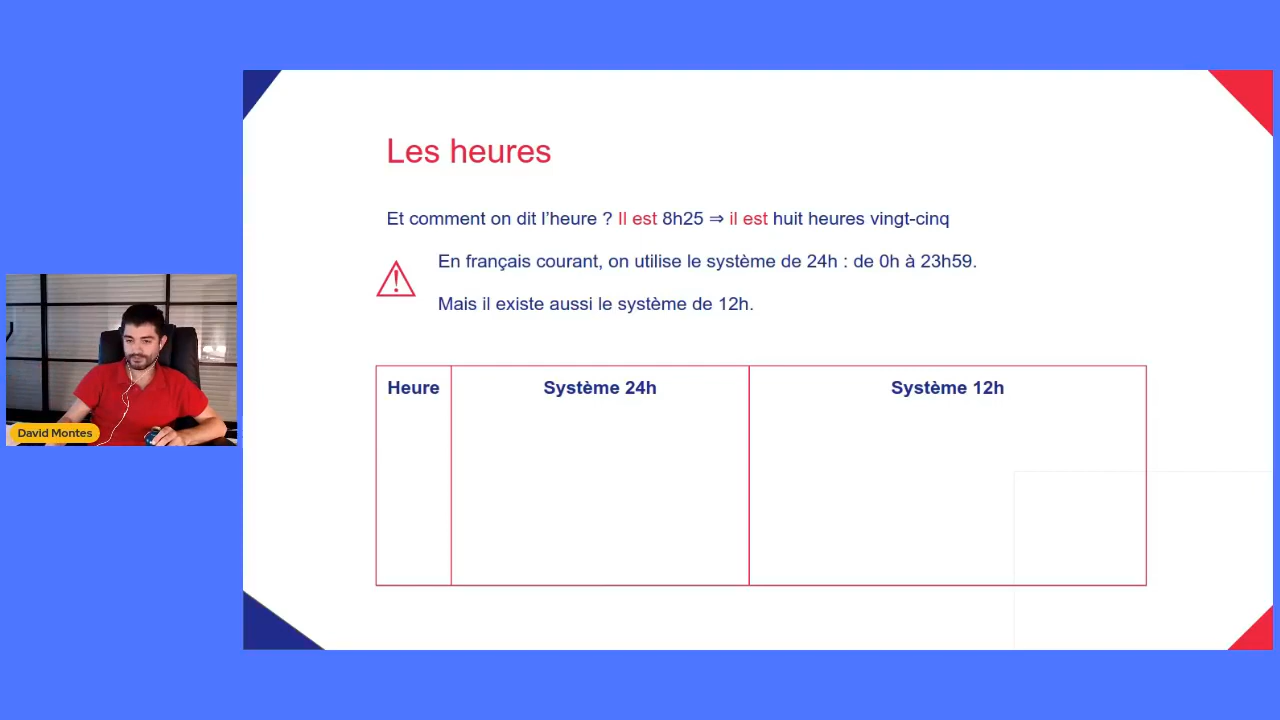 Les heures
Et comment on dit l'heure ? Il est 8h25 ⇒ il est huit heures vingt-cinq
En français courant, on utilise le système de 24h : de 0h à 23h59.
Mais il existe aussi le système de 12h.
Heure Système 24h Système 12h
David Montes